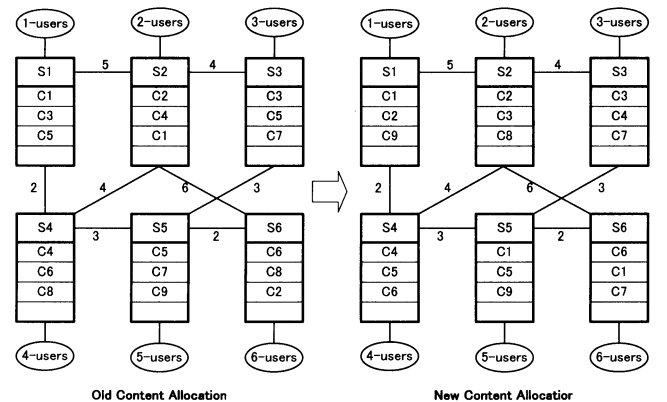 1-users 2-users 3-users 1-users 2-users 3-users
S1 5 S2 4 S3 S1 5 S2 4 S3
C1 C2 C3 C1 C2 C3
C3 C4 C5 C2 C3 C4
C5 C1 C7 C9 C8 C7
2 4 6 3 2 4 6 3
S4 S5 S6 S4 S5 S6
3 2 3 2
C4 C5 C6 C4 C1 C6
C6 C7 C8 C5 C5 C1
C8 C9 C2 C6 C9 C7
4-users 5-users 6-users 4-users 5-users 6-users
Old Content Allocation New Content Allocatior